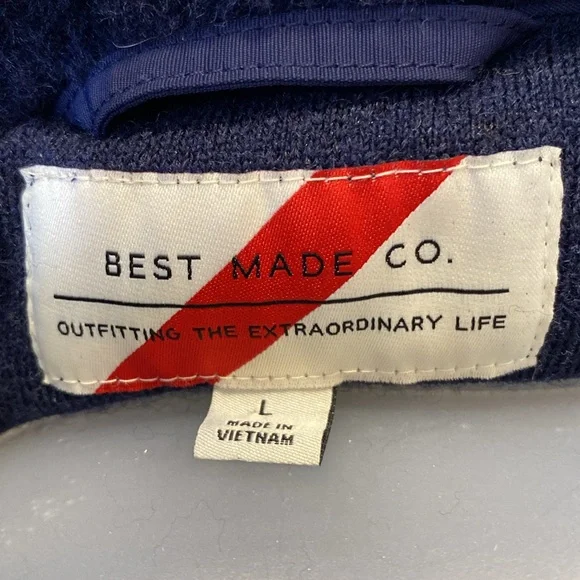 BEST MADE CO.
OUTFITTING THE EXTRAORDINARY LIFE
L
MADE IN
VIETNAM